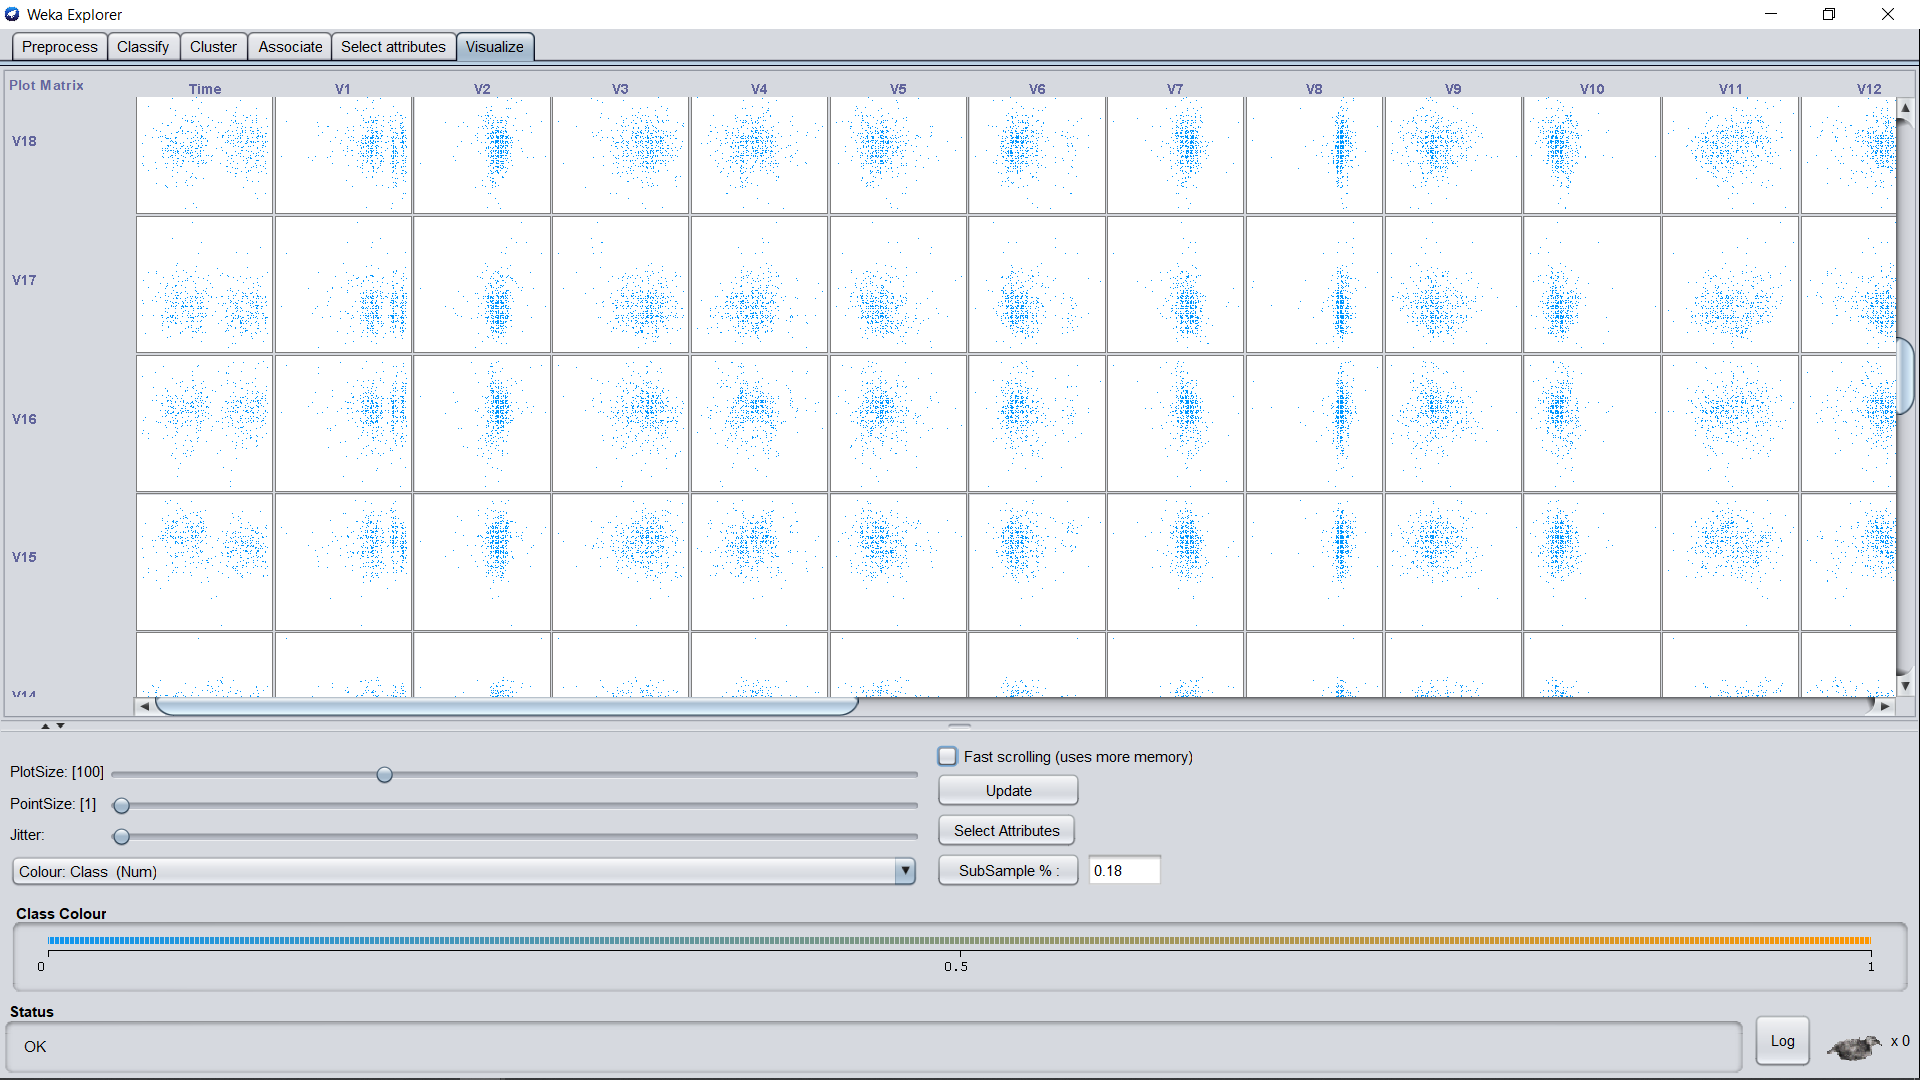 Weka Explorer
Preprocess Classify Cluster Associate Select attributes Visualize
Plot Matrix Time V1 V2 V3 V4 V5 V6 V7 V8 V9 V10 V11 V12
V18
V17
V16
V15
V14
PlotSize: [100]
PointSize: [1]
Jitter:
Colour: Class (Num)
Fast scrolling (uses more memory)
Update
Select Attributes
SubSample % : 0.18
Class Colour
0 0.5 1
Status
OK
Log x 0